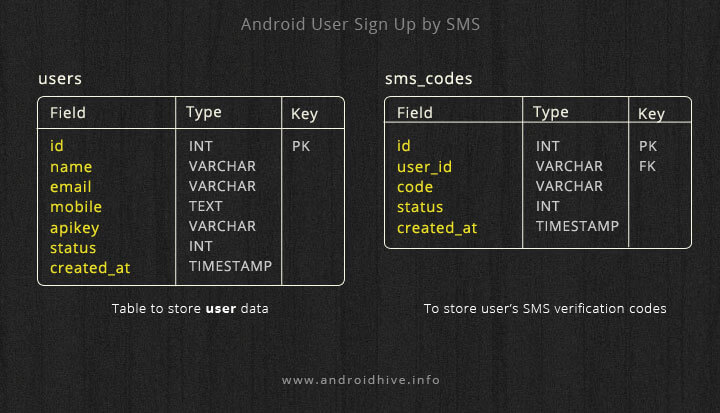 Android User Sign Up by SMS
users
Field Type Key
id INT PK
name VARCHAR
email VARCHAR
mobile TEXT
apikey VARCHAR
status INT
created_at TIMESTAMP
Table to store user data
sms_codes
Field Type Key
id INT PK
user_id VARCHAR FK
code VARCHAR
status INT
created_at TIMESTAMP
To store user’s SMS verification codes
www.androidhive.info